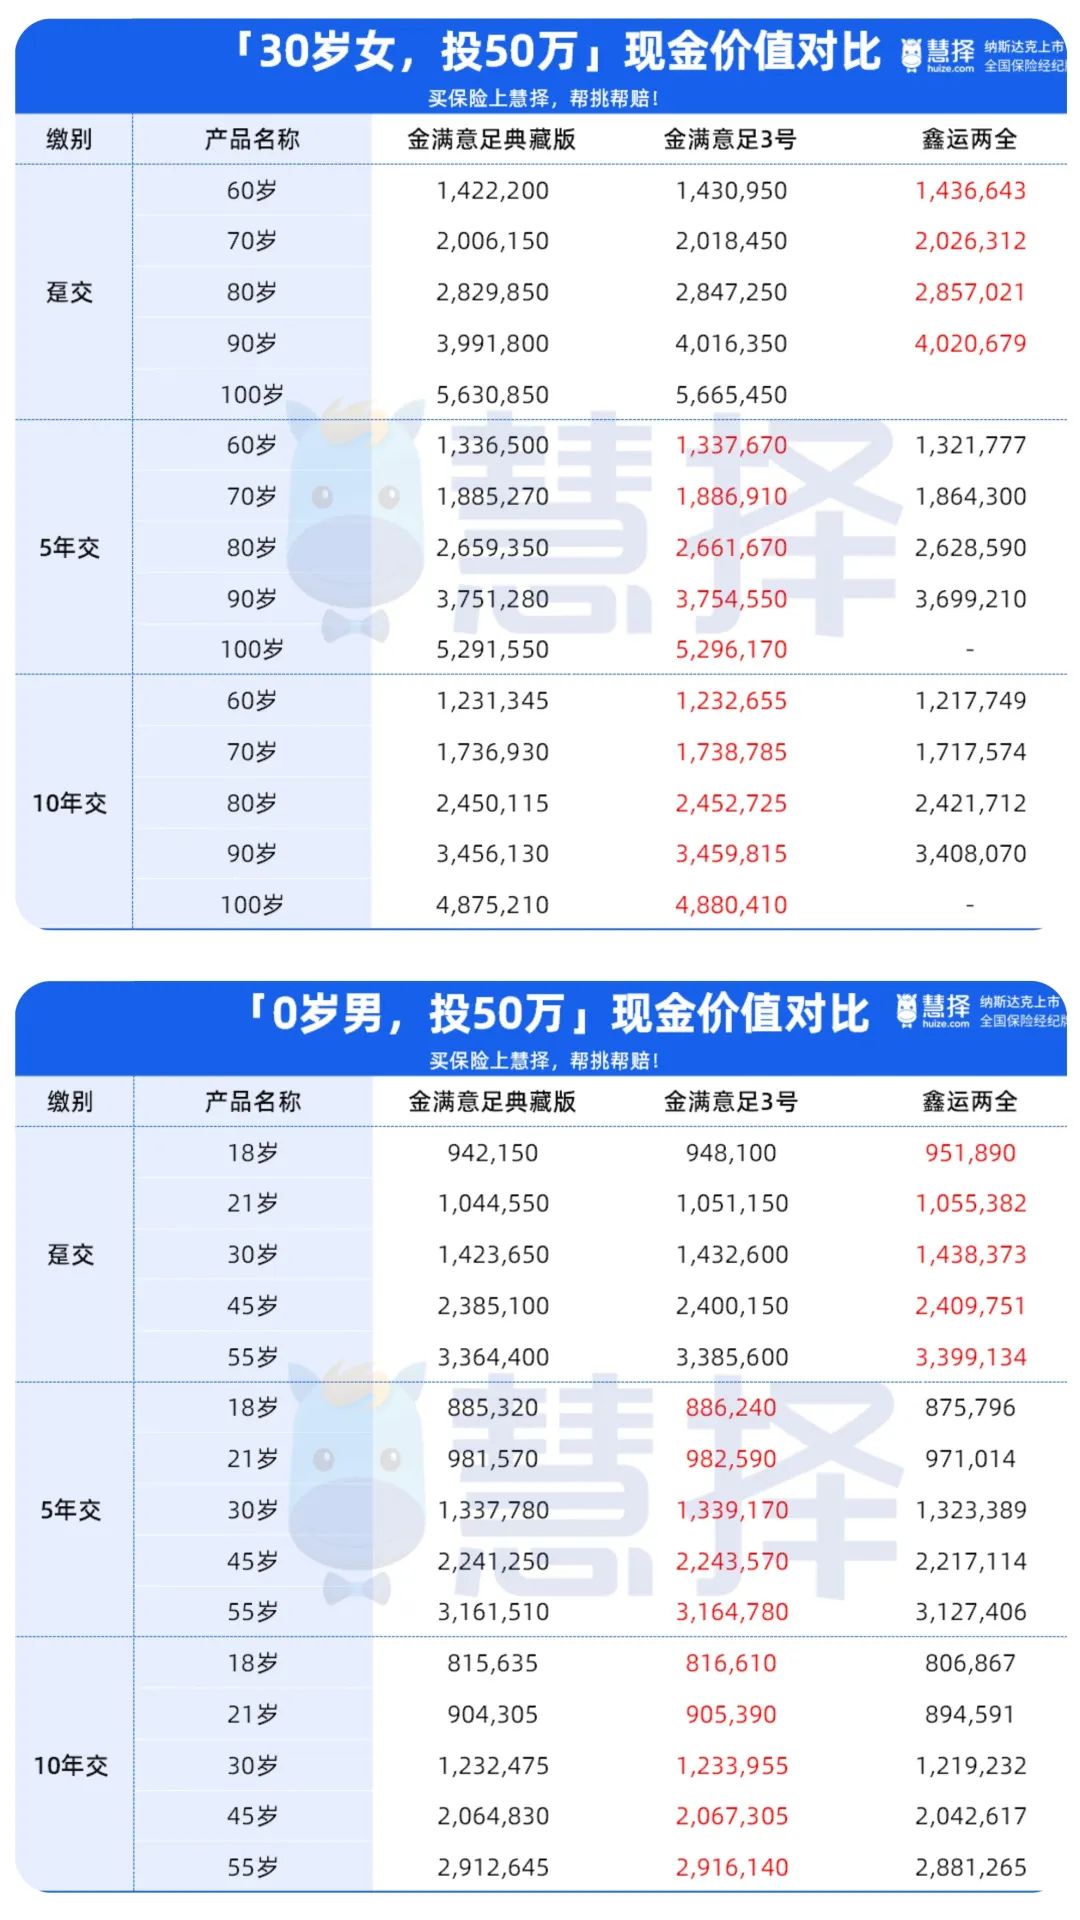 「30岁女，投50万」现金价值对比
慧择 纳斯达克上市
huize.com 全国保险经纪
买保险上慧择，帮挑帮赔！
缴别 产品名称 金满意足典藏版 金满意足3号 鑫运两全
趸交
60岁 1,422,200 1,430,950 1,436,643
70岁 2,006,150 2,018,450 2,026,312
80岁 2,829,850 2,847,250 2,857,021
90岁 3,991,800 4,016,350 4,020,679
100岁 5,630,850 5,665,450
5年交
60岁 1,336,500 1,337,670 1,321,777
70岁 1,885,270 1,886,910 1,864,300
80岁 2,659,350 2,661,670 2,628,590
90岁 3,751,280 3,754,550 3,699,210
100岁 5,291,550 5,296,170 -
10年交
60岁 1,231,345 1,232,655 1,217,749
70岁 1,736,930 1,738,785 1,717,574
80岁 2,450,115 2,452,725 2,421,712
90岁 3,456,130 3,459,815 3,408,070
100岁 4,875,210 4,880,410 -
慧择
「0岁男，投50万」现金价值对比
慧择 纳斯达克上市
huize.com 全国保险经纪
买保险上慧择，帮挑帮赔！
缴别 产品名称 金满意足典藏版 金满意足3号 鑫运两全
趸交
18岁 942,150 948,100 951,890
21岁 1,044,550 1,051,150 1,055,382
30岁 1,423,650 1,432,600 1,438,373
45岁 2,385,100 2,400,150 2,409,751
55岁 3,364,400 3,385,600 3,399,134
5年交
18岁 885,320 886,240 875,796
21岁 981,570 982,590 971,014
30岁 1,337,780 1,339,170 1,323,389
45岁 2,241,250 2,243,570 2,217,114
55岁 3,161,510 3,164,780 3,127,406
10年交
18岁 815,635 816,610 806,867
21岁 904,305 905,390 894,591
30岁 1,232,475 1,233,955 1,219,232
45岁 2,064,830 2,067,305 2,042,617
55岁 2,912,645 2,916,140 2,881,265
慧择